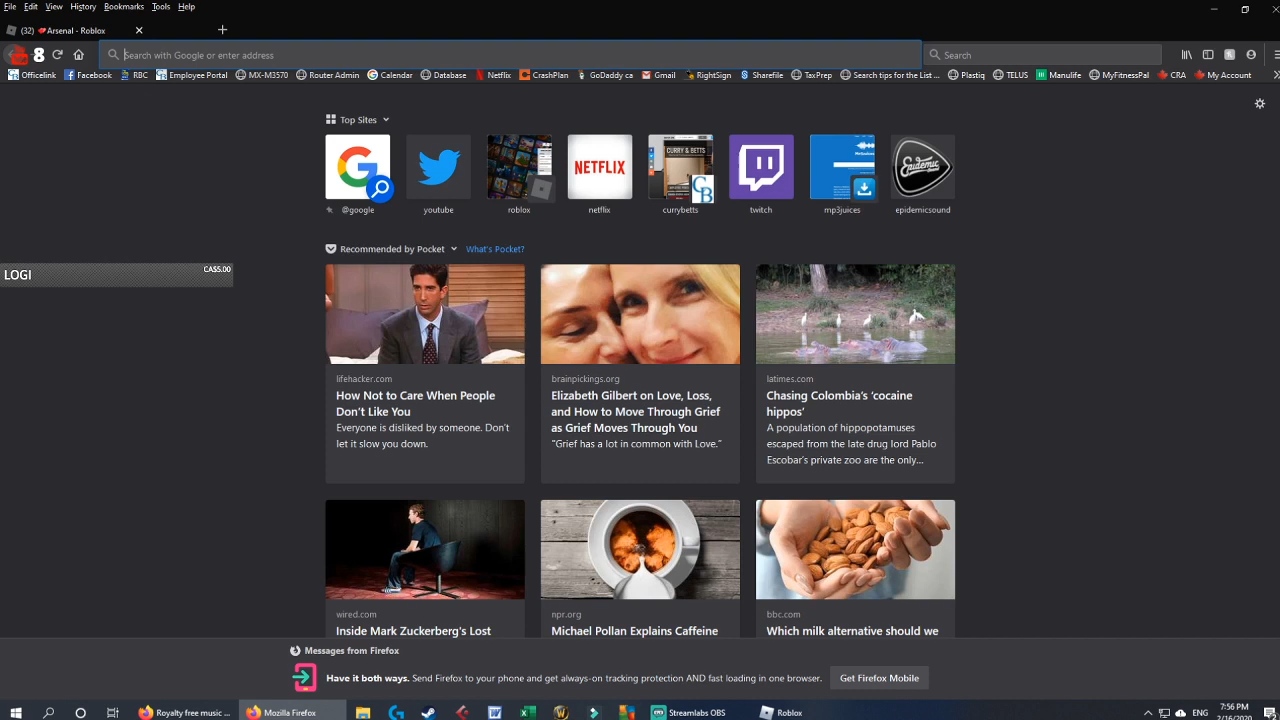 File Edit View History Bookmarks Tools Help
(32) Arsenal - Roblox
8
Search with Google or enter address
Search
Officelink Facebook RBC Employee Portal MX-M3570 Router Admin Calendar Database Netflix CrashPlan GoDaddy ca Gmail RightSign Sharefile TaxPrep Search tips for the List ... Plastiq TELUS Manulife MyFitnessPal CRA My Account
Top Sites
NETFLIX
CURRY & BETTS
CB
Epidemic
@google youtube roblox netflix currybetts twitch mp3juices epidemicsound
Recommended by Pocket What's Pocket?
LOGI CA$5.00
lifehacker.com
How Not to Care When People
Don't Like You
Everyone is disliked by someone. Don't
let it slow you down.
brainpickings.org
Elizabeth Gilbert on Love, Loss,
and How to Move Through Grief
as Grief Moves Through You
"Grief has a lot in common with Love."
latimes.com
Chasing Colombia's 'cocaine
hippos'
A population of hippopotamuses
escaped from the late drug lord Pablo
Escobar's private zoo are the only...
wired.com
Inside Mark Zuckerberg's Lost
npr.org
Michael Pollan Explains Caffeine
bbc.com
Which milk alternative should we
Messages from Firefox
Have it both ways. Send Firefox to your phone and get always-on tracking protection AND fast loading in one browser.
Get Firefox Mobile
Royalty free music ... Mozilla Firefox Streamlabs OBS Roblox
ENG
7:56 PM
2/16/2020